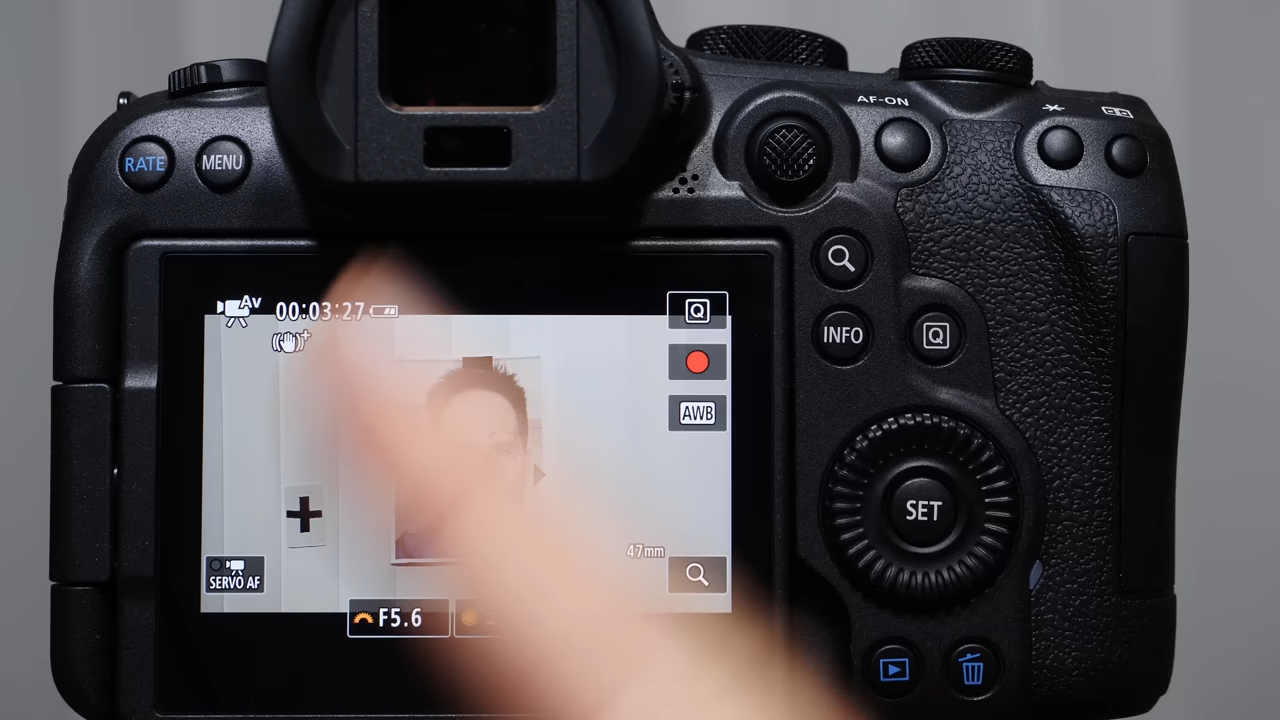 AF-ON
RATE
MENU
Av
00:03:27
Q
INFO
Q
AWB
SET
47mm
SERVO AF
F5.6